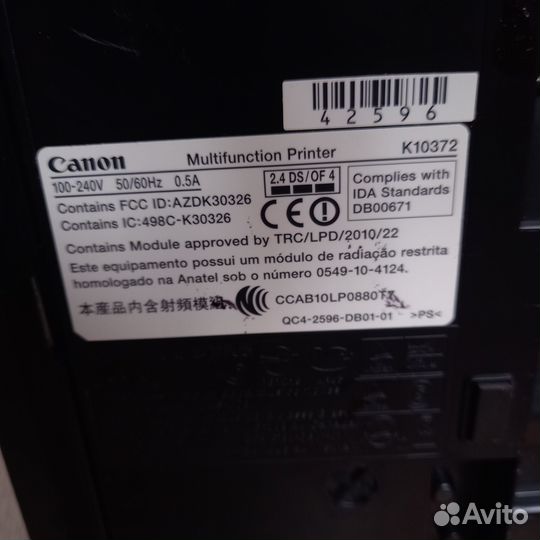 42596
Canon Multifunction Printer K10372
100-240V 50/60Hz 0.5A
2.4 DS/OF 4
Complies with
IDA Standards
DB00671
Contains FCC ID:AZDK30326
Contains IC:498C-K30326
Contains Module approved by TRC/LPD/2010/22
Este equipamento possui um módulo de radiação restrita
homologado na Anatel sob o número 0549-10-4124.
本產品內含射頻模組 CCAB10LP0880T
QC4-2596-DB01-01 >PS<
Avito